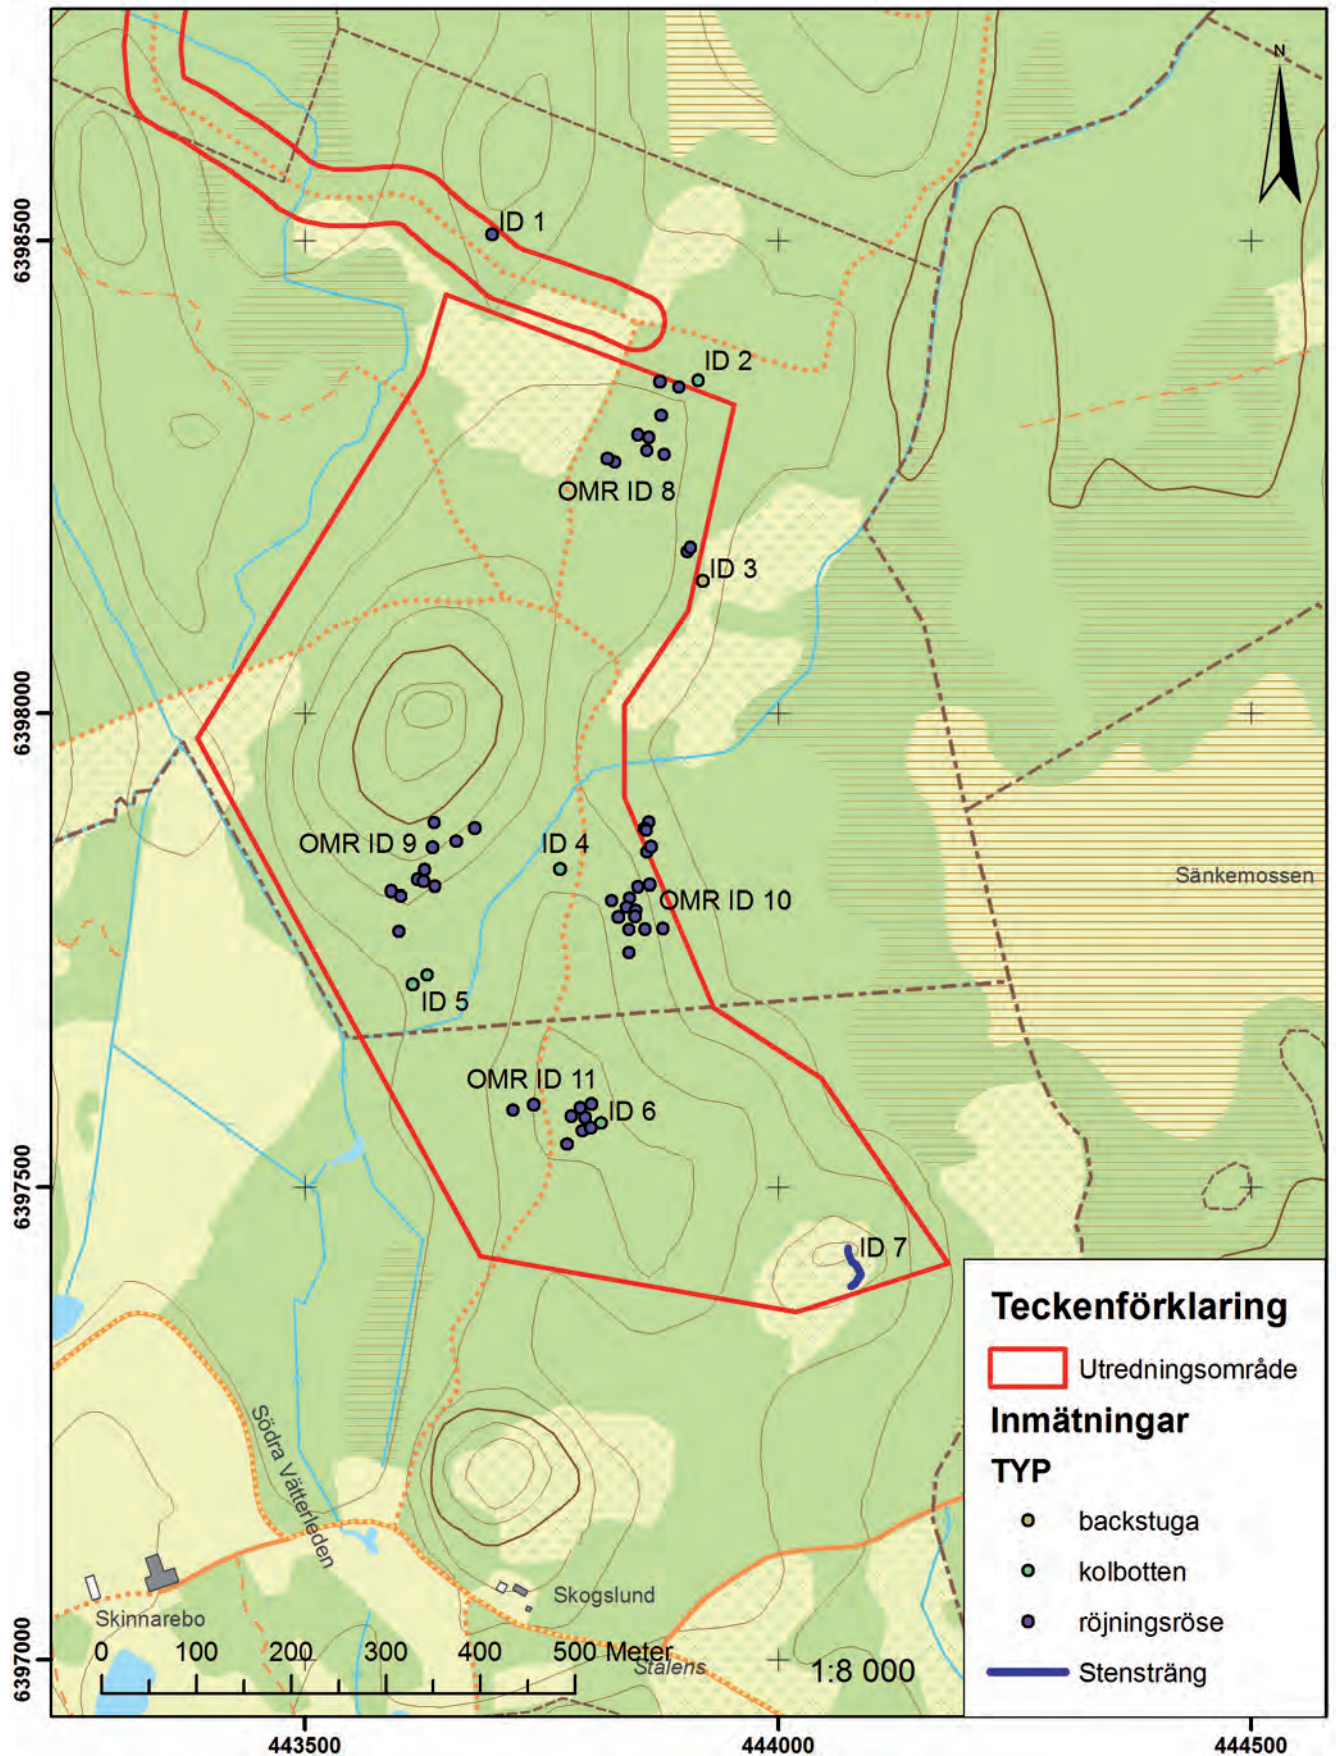 N
ID 1
6398500
ID 2
OMR ID 8
ID 3
6398000
OMR ID 9
ID 4
Sänkemossen
OMR ID 10
ID 5
OMR ID 11
ID 6
6397500
ID 7
Teckenförklaring
Utredningsområde
Inmätningar
TYP
backstuga
kolbotten
röjningsröse
Stensträng
Södra Vätterleden
Skogslund
Skinnarebo
0 100 200 300 400 500 Meter
Stålens
1:8 000
6397000
443500 444000 444500